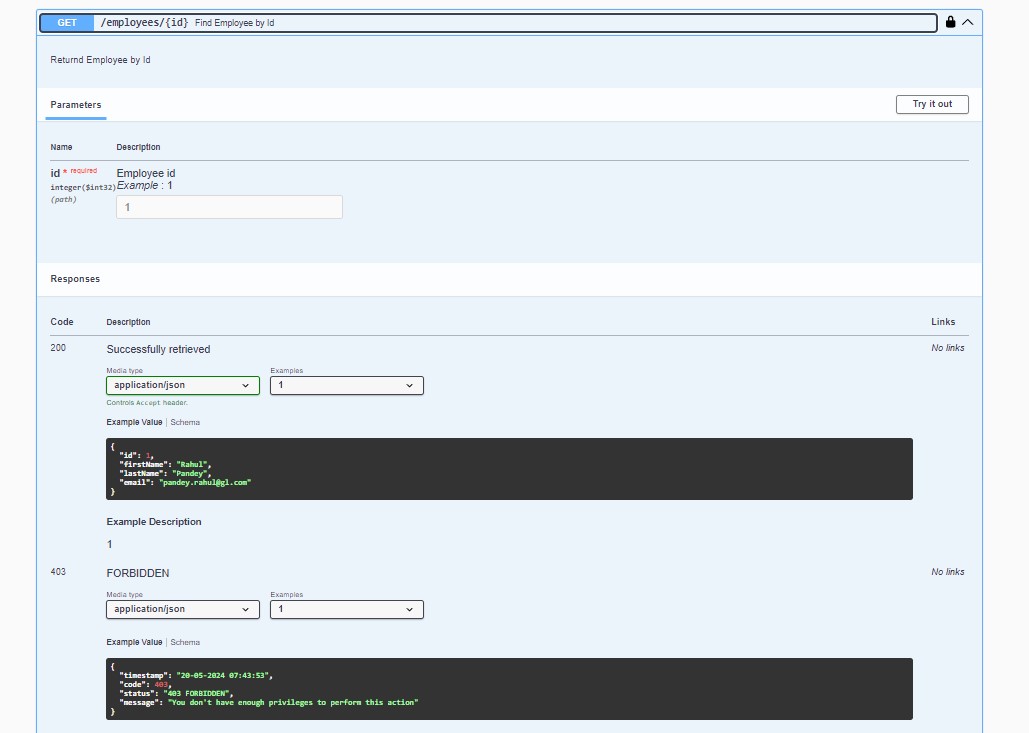 GET /employees/{id} Find Employee by Id
Returnd Employee by Id
Parameters
Try it out
Name Description
id * required
integer($int32)
(path)
Employee id
Example : 1
1
Responses
Code Description Links
200 Successfully retrieved No links
Media type Examples
application/json 1
Controls Accept header.
Example Value | Schema
{
"id": 1,
"firstName": "Rahul",
"lastName": "Pandey",
"email": "pandey.rahul@gl.com"
}
Example Description
1
403 FORBIDDEN No links
Media type Examples
application/json 1
Example Value | Schema
{
"timestamp": "20-05-2024 07:43:53",
"code": 403,
"status": "403 FORBIDDEN",
"message": "You don't have enough privileges to perform this action"
}